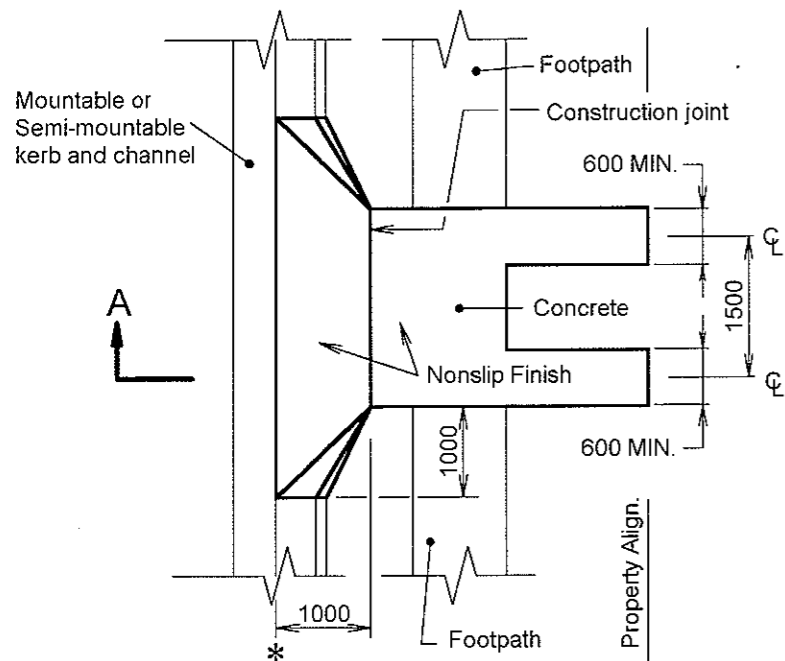 Footpath
Mountable or
Semi-mountable
kerb and channel
Construction joint
600 MIN.
℄
A
Concrete
1500
Nonslip Finish
℄
600 MIN.
1000
1000
Property Align.
Footpath
*